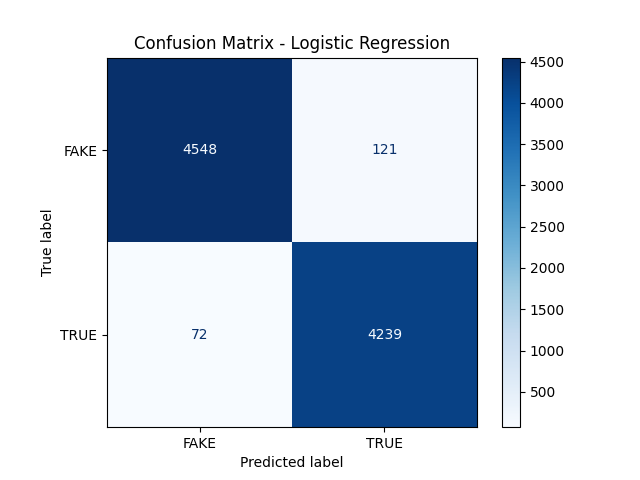 Confusion Matrix - Logistic Regression
True label
FAKE
TRUE
4548
121
72
4239
FAKE
TRUE
Predicted label
4500
4000
3500
3000
2500
2000
1500
1000
500